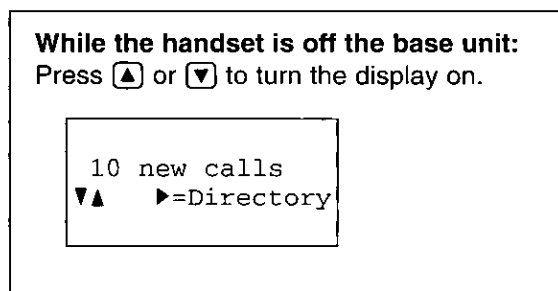 While the handset is off the base unit:
Press ▲ or ▼ to turn the display on.
10 new calls
▼▲ ▶=Directory